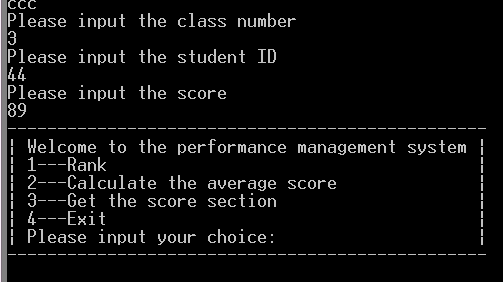 ccc
Please input the class number
3
Please input the student ID
44
Please input the score
89
------------------------------------------------
| Welcome to the performance management system |
| 1---Rank |
| 2---Calculate the average score |
| 3---Get the score section |
| 4---Exit |
| Please input your choice: |
------------------------------------------------